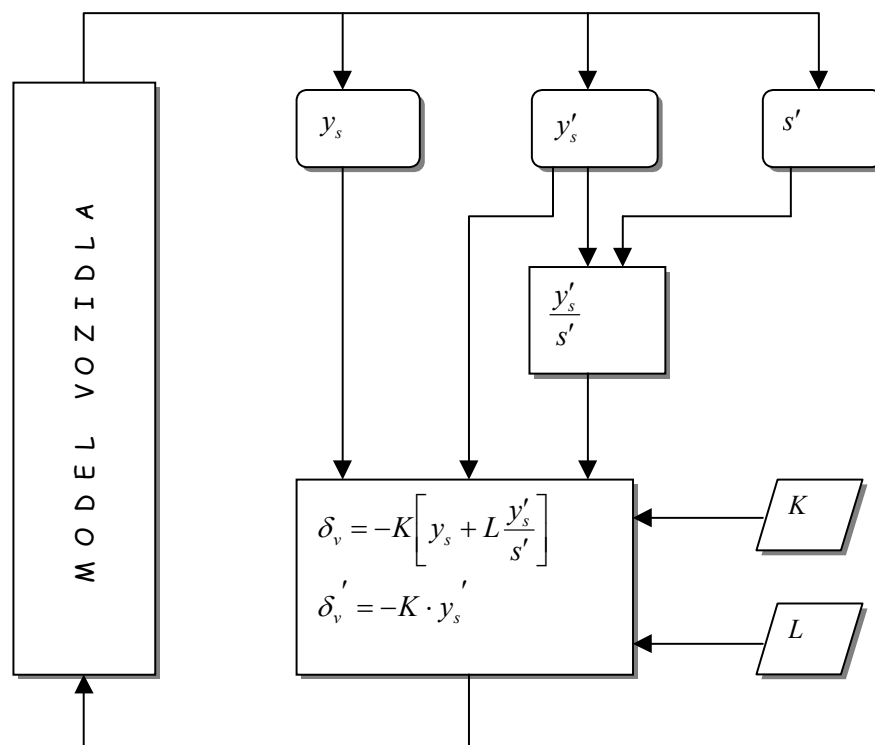 MODEL VOZIDLA
y_s
y′_s
s′
y′_s / s′
δ_v = −K[y_s + L y′_s / s′]
δ_v′ = −K · y_s′
K
L